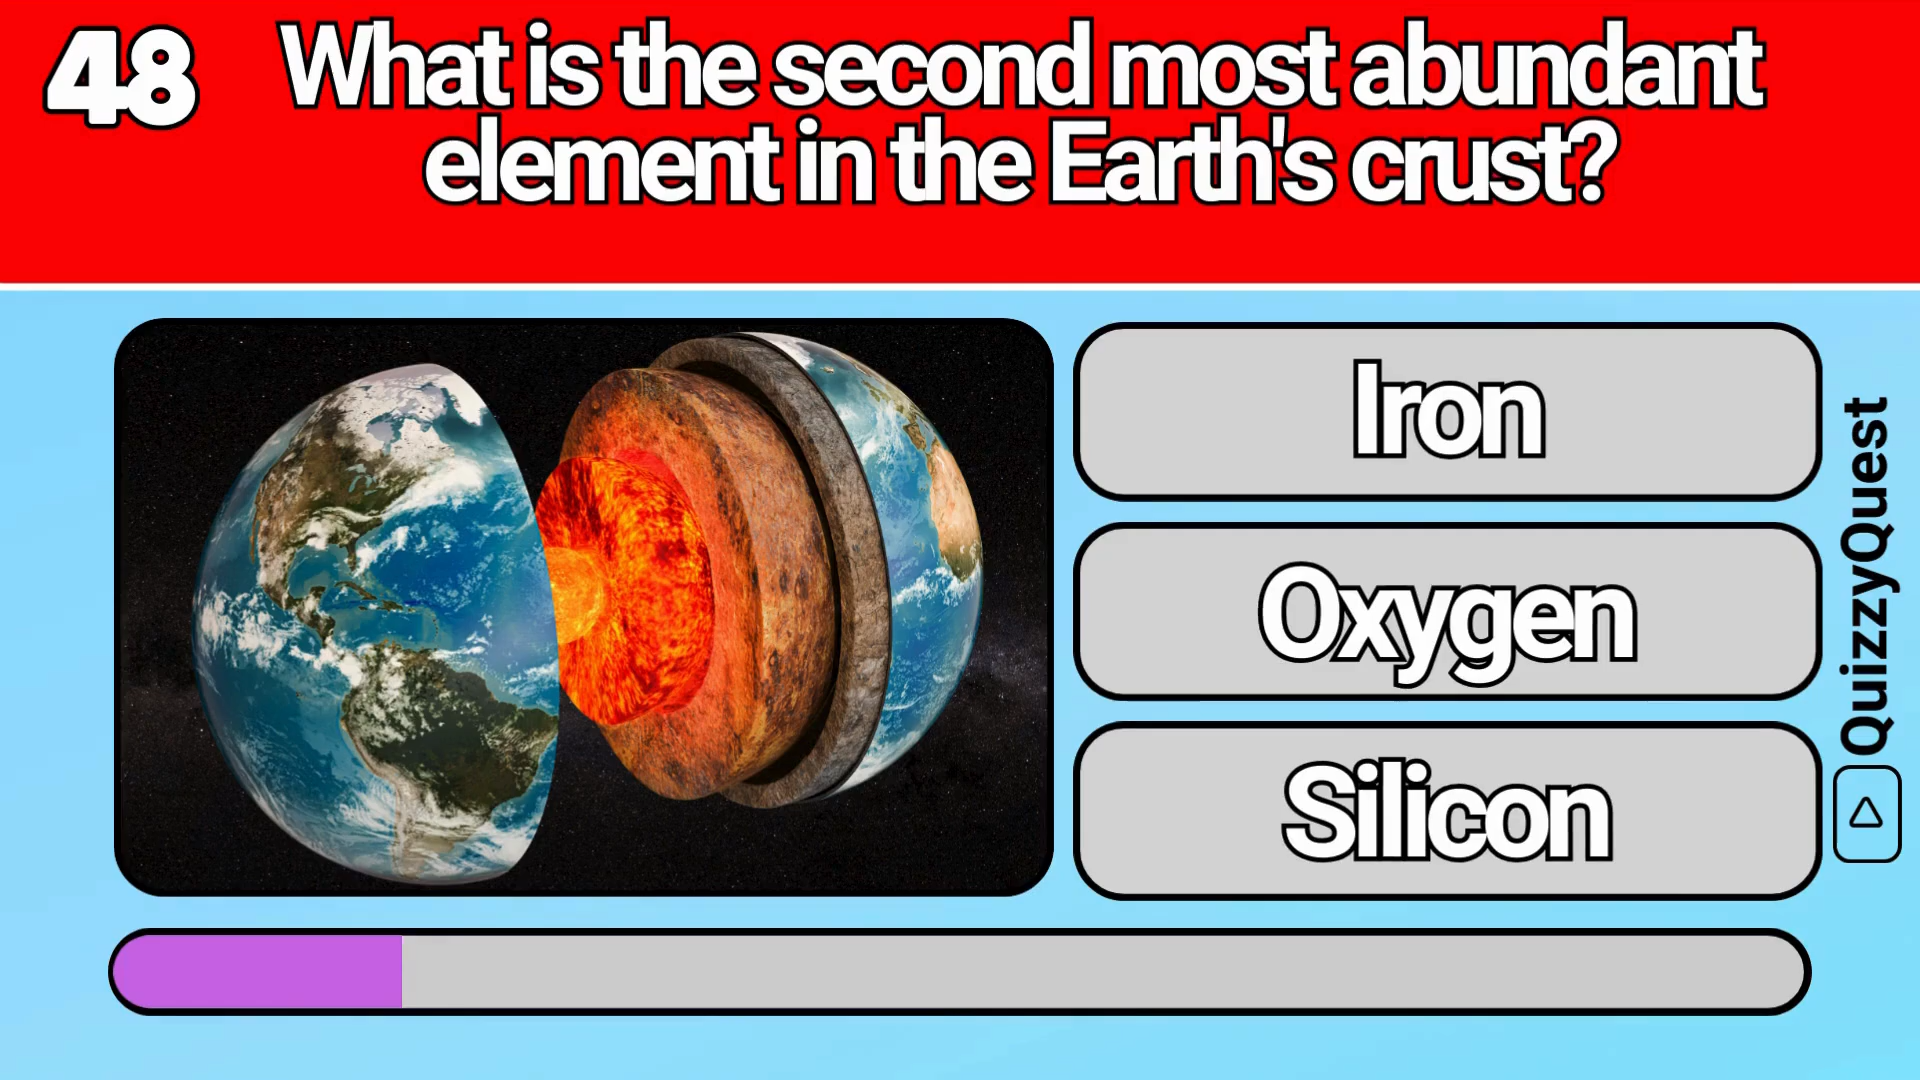 48
What is the second most abundant
element in the Earth's crust?
Iron
Oxygen
Silicon
QuizzyQuest